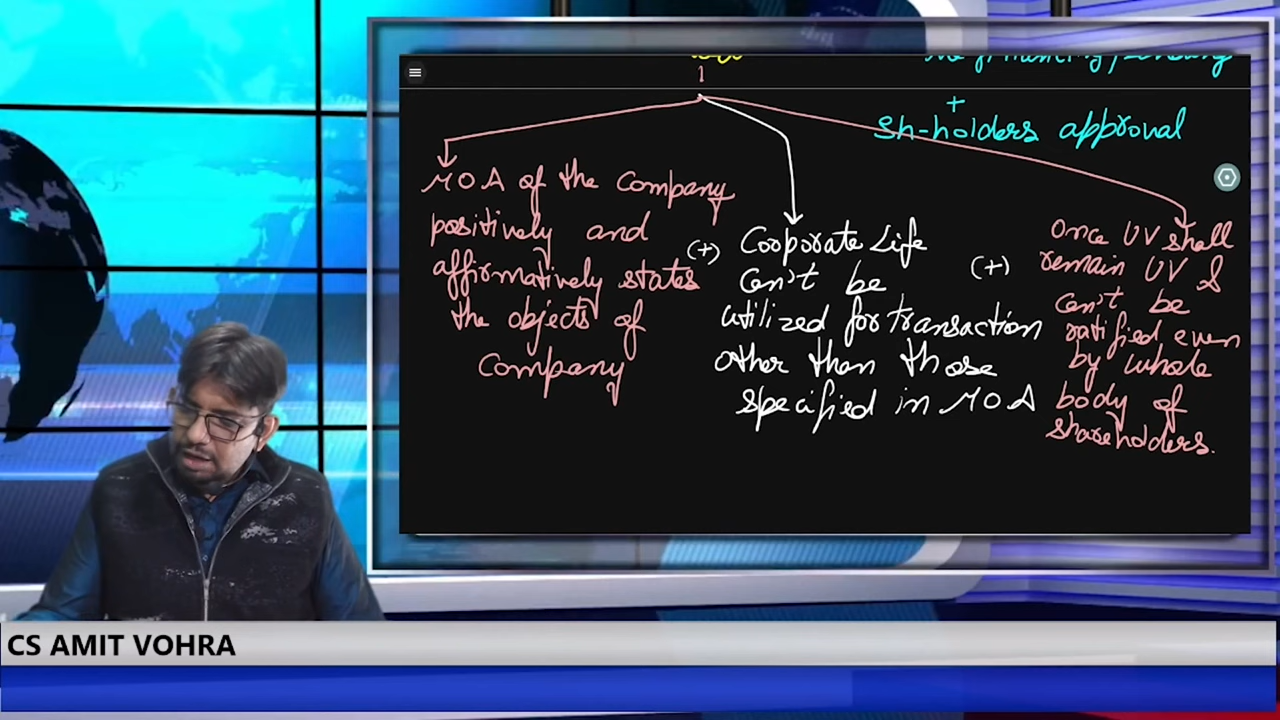 +
Sh-holders approval
MOA of the Company
positively and
affirmatively states
the objects of
Company
(+)
Corporate Life
Can't be
utilized for transaction
other than those
specified in MOA
(+)
Once UV shall
remain UV &
can't be
ratified even
by whole
body of
shareholders.
CS AMIT VOHRA